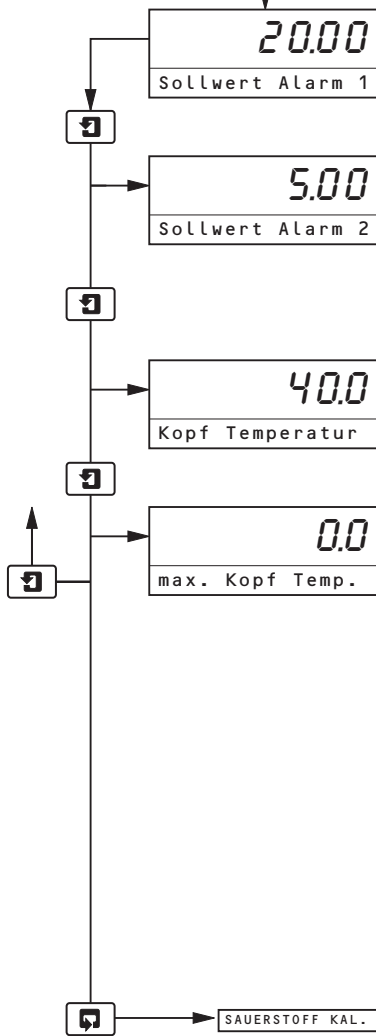 20.00
Sollwert Alarm 1
5.00
Sollwert Alarm 2
40.0
Kopf Temperatur
0.0
max. Kopf Temp.
SAUERSTOFF KAL.